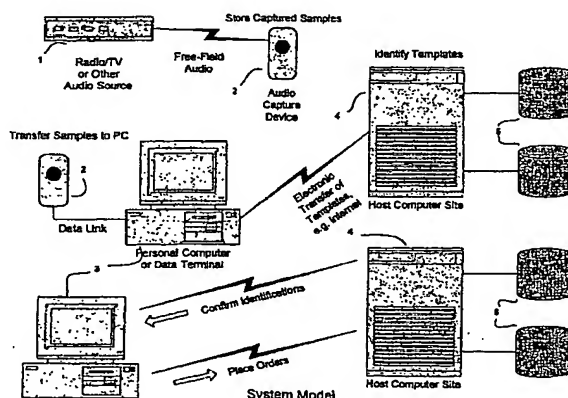 Store Captured Samples
1
Radio/TV
or Other
Audio Source
Free-Field
Audio
2
Audio
Capture
Device
Identify Templates
4
Host Computer Site
Transfer Samples to PC
2
Data Link
Personal Computer
or Data Terminal
3
Electronic
Transfer of
Templates,
e.g. Internet
4
Confirm Identifications
Place Orders
Host Computer Site
System Model